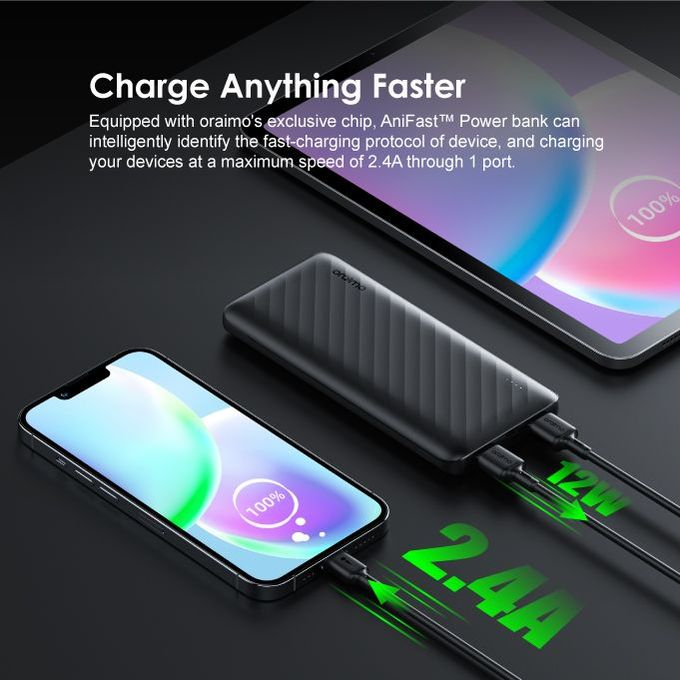 Charge Anything Faster
Equipped with oraimo's exclusive chip, AniFast™ Power bank can
intelligently identify the fast-charging protocol of device, and charging
your devices at a maximum speed of 2.4A through 1 port.
100%
oraimo
oraimo
oraimo
12W
100%
2.4A